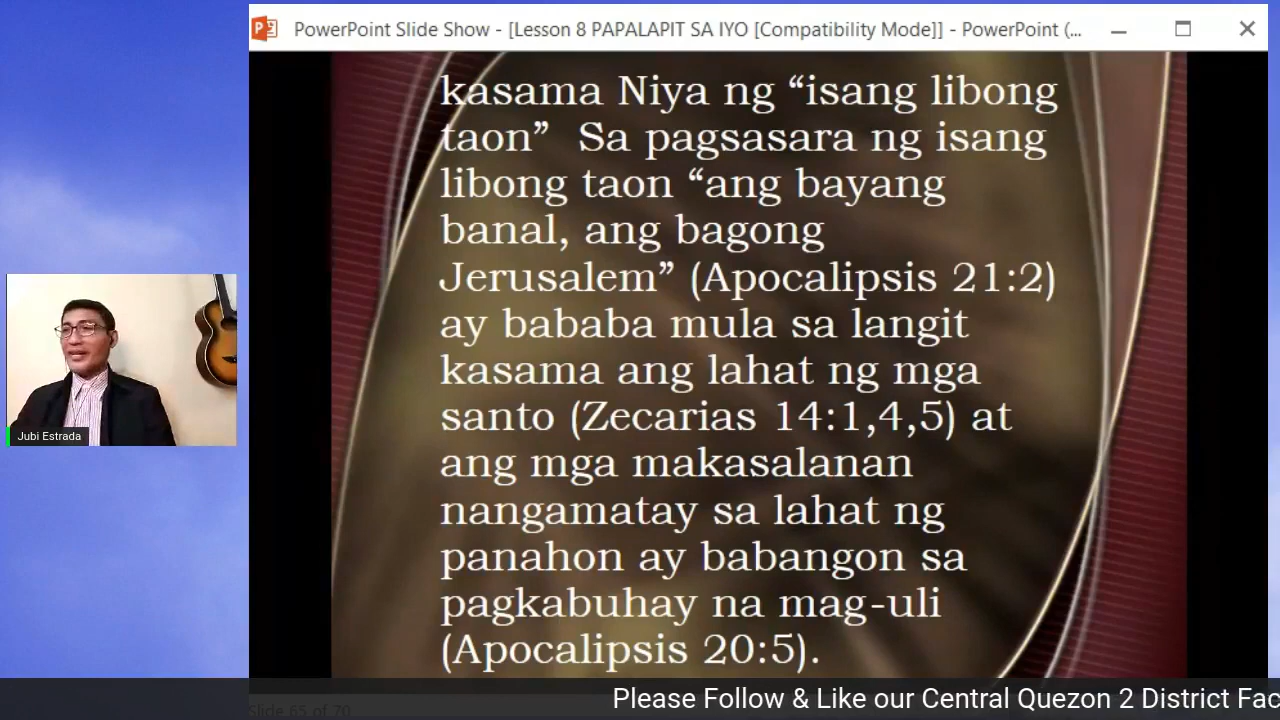 PowerPoint Slide Show - [Lesson 8 PAPALAPIT SA IYO [Compatibility Mode]] - PowerPoint (...
kasama Niya ng “isang libong
taon” Sa pagsasara ng isang
libong taon “ang bayang
banal, ang bagong
Jerusalem” (Apocalipsis 21:2)
ay bababa mula sa langit
kasama ang lahat ng mga
santo (Zecarias 14:1,4,5) at
ang mga makasalanan
nangamatay sa lahat ng
panahon ay babangon sa
pagkabuhay na mag-uli
(Apocalipsis 20:5).
Jubi Estrada
Please Follow & Like our Central Quezon 2 District Fac
Slide 65 of 70